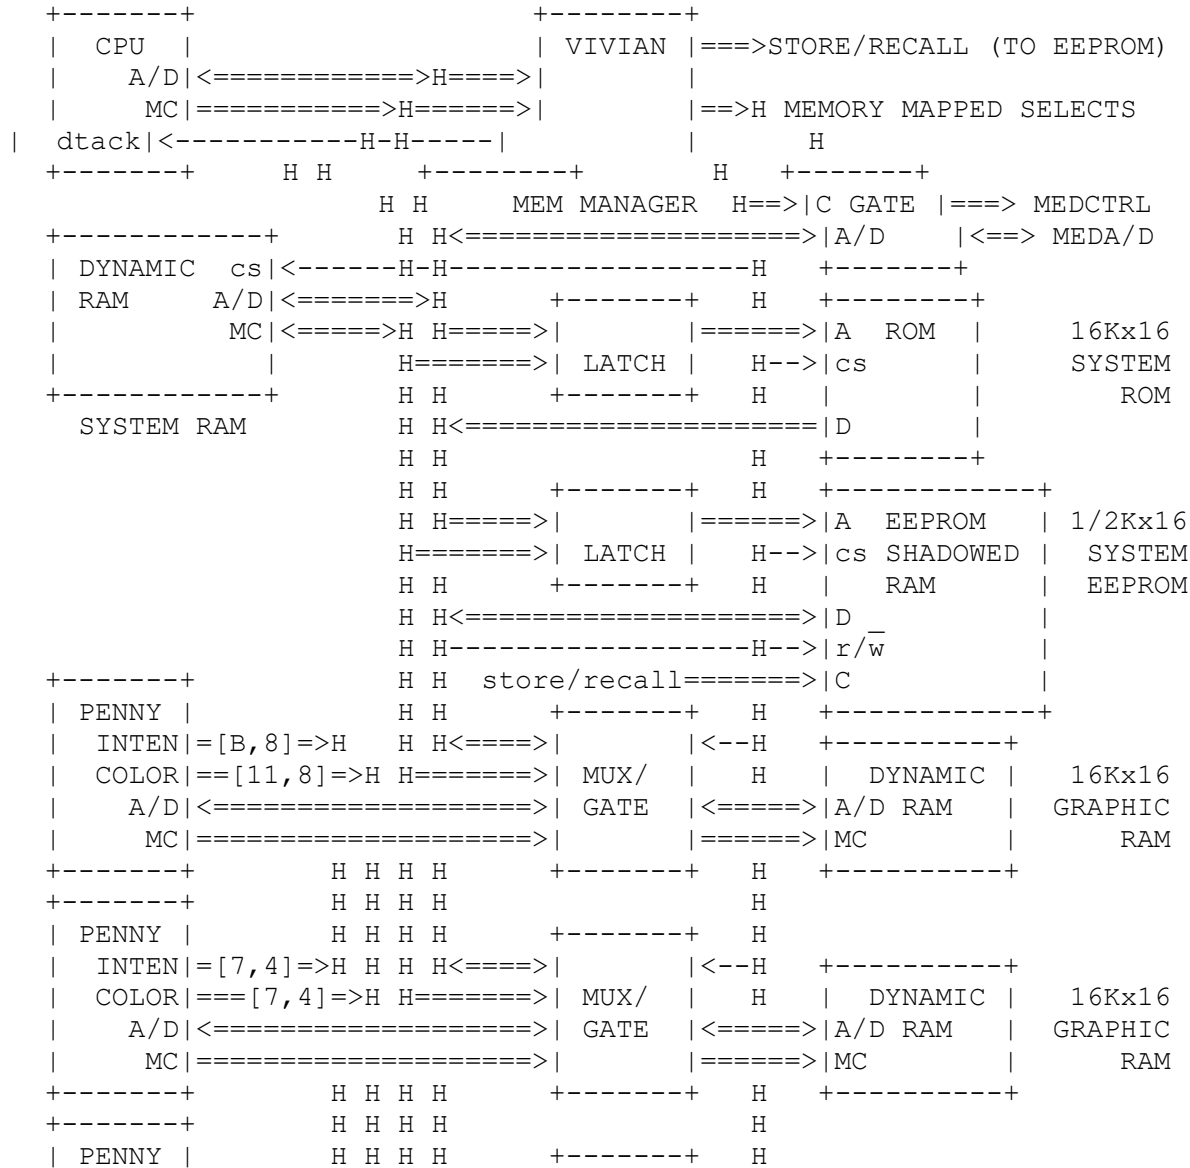 +-------+                    +--------+
  |  CPU  |                    | VIVIAN |===>STORE/RECALL (TO EEPROM)
  |    A/D|<============>H====>|        |
  |     MC|===========>H======>|        |==>H MEMORY MAPPED SELECTS
|  dtack|<-----------H-H-----|          |      H
  +-------+     H H     +--------+       H   +-------+
                      H H     MEM MANAGER  H==>|C GATE |===> MEDCTRL
  +------------+       H H<====================>|A/D    |<==> MEDA/D
  | DYNAMIC  cs|<------H-H------------------H   +-------+
  | RAM    A/D|<=======>H       +-------+   H   +--------+
  |          MC|<=====>H H=====>|       |======>|A  ROM  |     16Kx16
  |            |       H=======>| LATCH |   H-->|cs      |     SYSTEM
  +------------+       H H      +-------+   H   |        |        ROM
    SYSTEM RAM         H H<=====================|D       |
                       H H                  H   +--------+
                       H H      +-------+   H   +------------+
                       H H=====>|       |======>|A  EEPROM   | 1/2Kx16
                       H=======>| LATCH |   H-->|cs SHADOWED |  SYSTEM
                       H H      +-------+   H   |   RAM      |  EEPROM
                       H H<====================>|D           |
                       H H------------------H-->|r/w̅         |
  +-------+            H H  store/recall=======>|C           |
  | PENNY |            H H      +-------+   H   +------------+
  |  INTEN|=[B,8]=>H   H H<====>|       |<--H   +----------+
  |  COLOR|==[11,8]=>H H=======>| MUX/  |   H   |  DYNAMIC |     16Kx16
  |    A/D|<===================>| GATE  |<=====>|A/D RAM   |    GRAPHIC
  |     MC|====================>|       |======>|MC        |        RAM
  +-------+        H H H H      +-------+   H   +----------+
  +-------+        H H H H                  H
  | PENNY |        H H H H      +-------+   H
  |  INTEN|=[7,4]=>H H H H<====>|       |<--H   +----------+
  |  COLOR|===[7,4]=>H H=======>| MUX/  |   H   |  DYNAMIC |     16Kx16
  |    A/D|<===================>| GATE  |<=====>|A/D RAM   |    GRAPHIC
  |     MC|====================>|       |======>|MC        |        RAM
  +-------+        H H H H      +-------+   H   +----------+
  +-------+        H H H H                  H
  | PENNY |        H H H H      +-------+   H